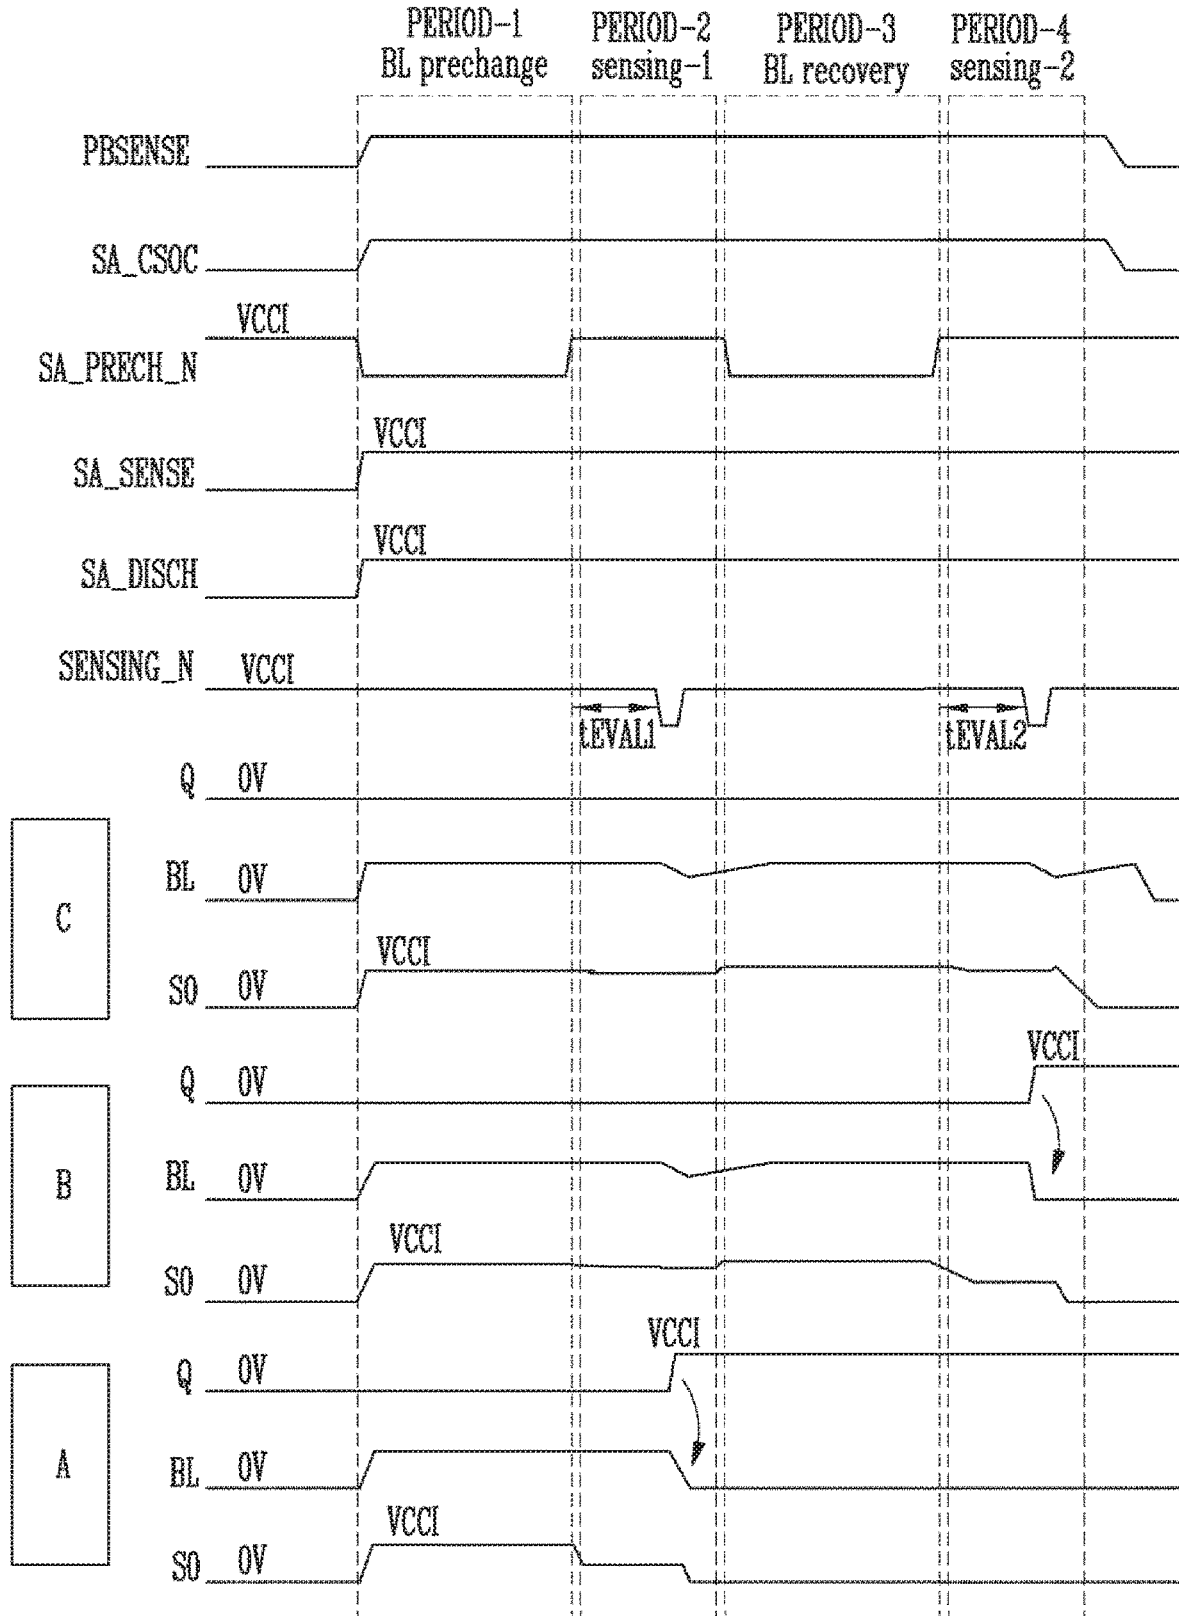 PERIOD-1 PERIOD-2 PERIOD-3 PERIOD-4
BL prechange sensing-1 BL recovery sensing-2
PBSENSE
SA_CSOC
VCCI
SA_PRECH_N
VCCI
SA_SENSE
VCCI
SA_DISCH
SENSING_N VCCI
tEVAL1 tEVAL2
Q 0V
BL 0V
C
VCCI
SO 0V
VCCI
Q 0V
BL 0V
B
VCCI
SO 0V
VCCI
Q 0V
BL 0V
A
VCCI
SO 0V